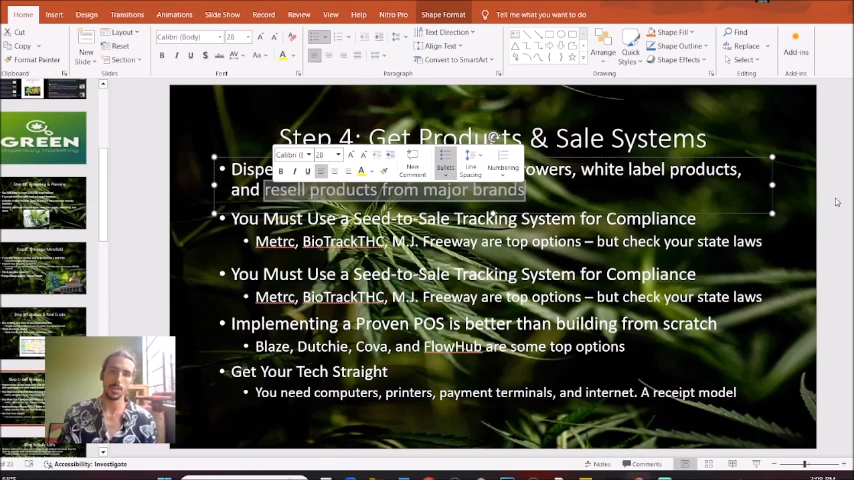 Home Insert Design Transitions Animations Slide Show Record Review View Help Nitro Pro Shape Format Tell me what you want to do
Cut
Copy
Format Painter
Clipboard
New
Slide
Layout
Reset
Section
Slides
Calibri (Body) 28
Font
Text Direction
Align Text
Convert to SmartArt
Paragraph
Arrange
Quick
Styles
Shape Fill
Shape Outline
Shape Effects
Drawing
Find
Replace
Select
Editing
Add-ins
Add-ins
GREEN
Step 4: Get Products & Sale Systems
Calibri (B 28
New
Comment
Bullets
Line
Spacing
Numbering
• Dispe owers, white label products,
and resell products from major brands
• You Must Use a Seed-to-Sale Tracking System for Compliance
• Metrc, BioTrackTHC, M.J. Freeway are top options – but check your state laws
• You Must Use a Seed-to-Sale Tracking System for Compliance
• Metrc, BioTrackTHC, M.J. Freeway are top options – but check your state laws
• Implementing a Proven POS is better than building from scratch
• Blaze, Dutchie, Cova, and FlowHub are some top options
• Get Your Tech Straight
• You need computers, printers, payment terminals, and internet. A receipt model
of 22 Accessibility: Investigate Notes Comments